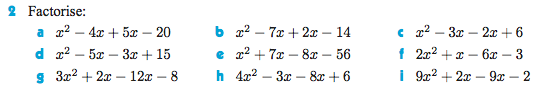 2 Factorise:
a x² − 4x + 5x − 20 b x² − 7x + 2x − 14 c x² − 3x − 2x + 6
d x² − 5x − 3x + 15 e x² + 7x − 8x − 56 f 2x² + x − 6x − 3
g 3x² + 2x − 12x − 8 h 4x² − 3x − 8x + 6 i 9x² + 2x − 9x − 2